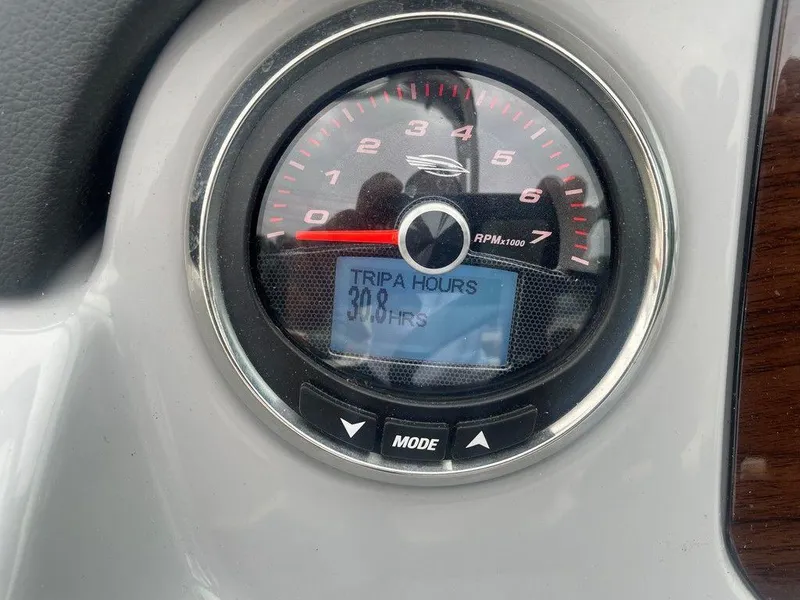 0 1 2 3 4 5 6 7
RPMx1000
TRIPA HOURS
30.8 HRS
MODE